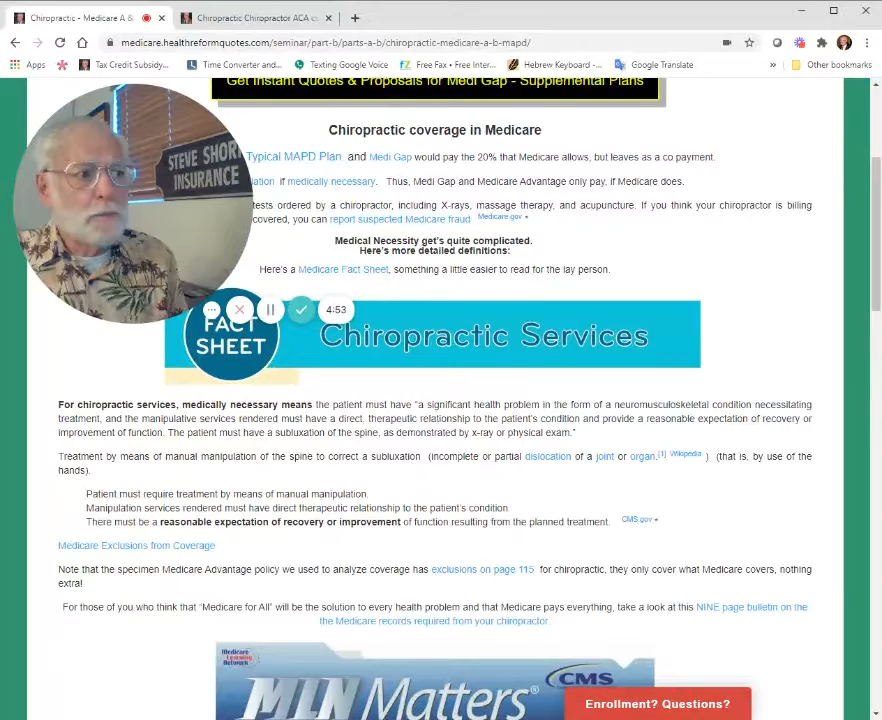 Chiropractic - Medicare A &
Chiropractic Chiropractor ACA c
medicare.healthreformquotes.com/seminar/part-b/parts-a-b/chiropractic-medicare-a-b-mapd/
Apps
Tax Credit Subsidy...
Time Converter and...
Texting Google Voice
Free Fax • Free Inter...
Hebrew Keyboard -...
Google Translate
»
Other bookmarks
Get Instant Quotes & Proposals for Medi Gap - Supplemental Plans
Chiropractic coverage in Medicare
Typical MAPD Plan and Medi Gap would pay the 20% that Medicare allows, but leaves as a co payment.
lation if medically necessary. Thus, Medi Gap and Medicare Advantage only pay, if Medicare does.
tests ordered by a chiropractor, including X-rays, massage therapy, and acupuncture. If you think your chiropractor is billing
covered, you can report suspected Medicare fraud Medicare.gov
STEVE SHOR
INSURANCE
Medical Necessity get's quite complicated.
Here's more detailed definitions:
Here's a Medicare Fact Sheet, something a little easier to read for the lay person.
4:53
FACT
SHEET
Chiropractic Services
For chiropractic services, medically necessary means the patient must have “a significant health problem in the form of a neuromusculoskeletal condition necessitating
treatment, and the manipulative services rendered must have a direct, therapeutic relationship to the patient's condition and provide a reasonable expectation of recovery or
improvement of function. The patient must have a subluxation of the spine, as demonstrated by x-ray or physical exam.”
Treatment by means of manual manipulation of the spine to correct a subluxation (incomplete or partial dislocation of a joint or organ.[1] Wikipedia ) (that is, by use of the
hands).
Patient must require treatment by means of manual manipulation.
Manipulation services rendered must have direct therapeutic relationship to the patient's condition
There must be a reasonable expectation of recovery or improvement of function resulting from the planned treatment. CMS.gov
Medicare Exclusions from Coverage
Note that the specimen Medicare Advantage policy we used to analyze coverage has exclusions on page 115 for chiropractic, they only cover what Medicare covers, nothing
extra!
For those of you who think that “Medicare for All” will be the solution to every health problem and that Medicare pays everything, take a look at this NINE page bulletin on the
the Medicare records required from your chiropractor.
Medicare
Learning
Network
MLN Matters®
CMS
Enrollment? Questions?